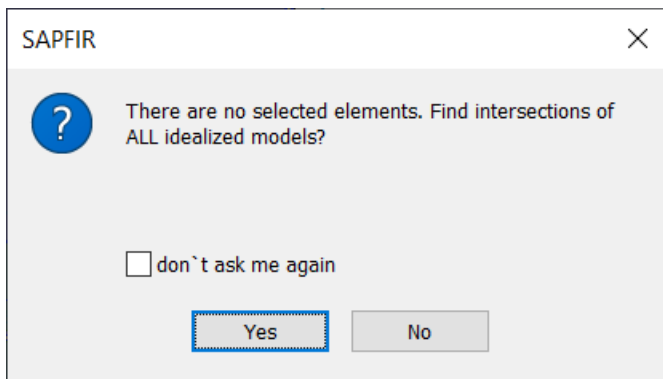 SAPFIR
There are no selected elements. Find intersections of
ALL idealized models?
don`t ask me again
Yes
No